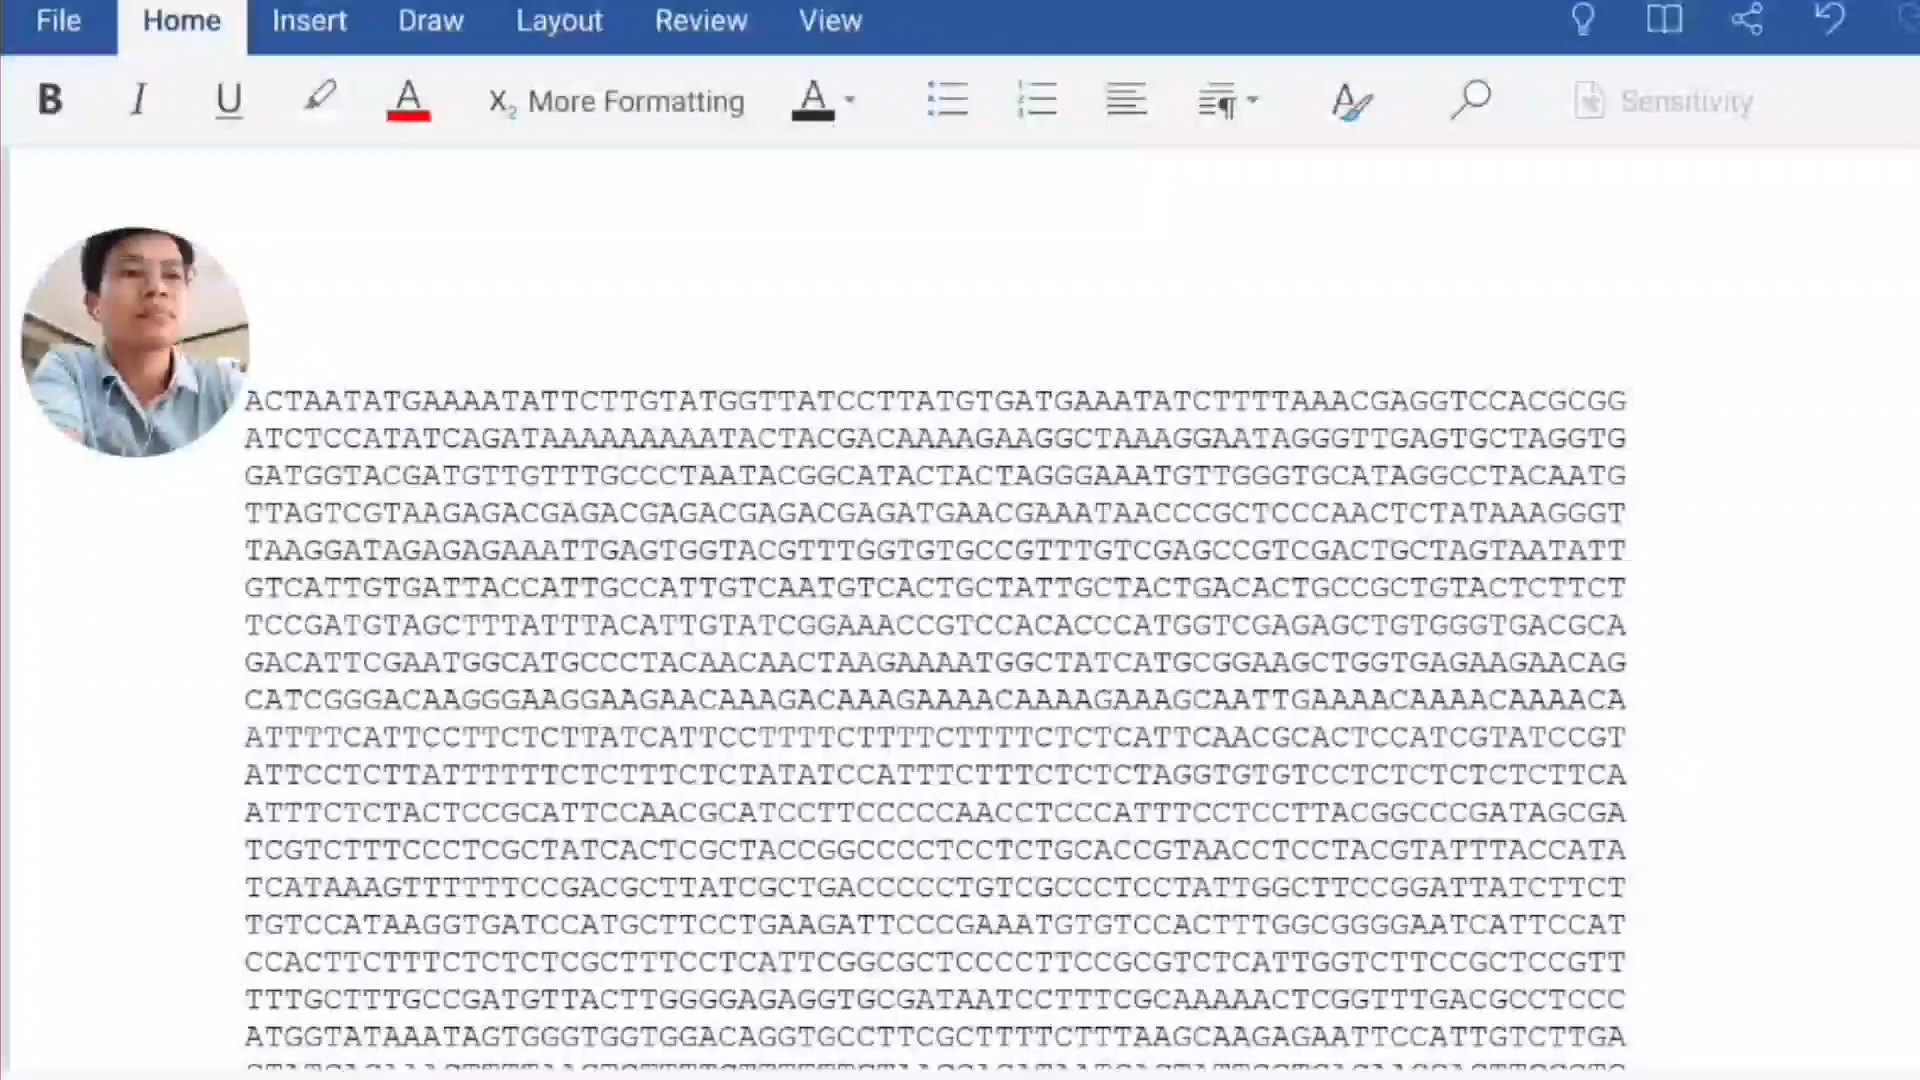 File Home Insert Draw Layout Review View
B I U A X₂ More Formatting A Sensitivity
ACTAATATGAAAATATTCTTGTATGGTTATCCTTATGTGATGAAATATCTTTTAAACGAGGTCCACGCGG
ATCTCCATATCAGATAAAAAAAAATACTACGACAAAAGAAGGCTAAAGGAATAGGGTTGAGTGCTAGGTG
GATGGTACGATGTTGTTTGCCCTAATACGGCATACTACTAGGGAAATGTTGGGTGCATAGGCCTACAATG
TTAGTCGTAAGAGACGAGACGAGACGAGACGAGATGAACGAAATAACCCGCTCCCAACTCTATAAAGGGT
TAAGGATAGAGAGAAATTGAGTGGTACGTTTGGTGTGCCGTTTGTCGAGCCGTCGACTGCTAGTAATATT
GTCATTGTGATTACCATTGCCATTGTCAATGTCACTGCTATTGCTACTGACACTGCCGCTGTACTCTTCT
TCCGATGTAGCTTTATTTACATTGTATCGGAAACCGTCCACACCCATGGTCGAGAGCTGTGGGTGACGCA
GACATTCGAATGGCATGCCCTACAACAACTAAGAAAATGGCTATCATGCGGAAGCTGGTGAGAAGAACAG
CATCGGGACAAGGGAAGGAAGAACAAAGACAAAGAAAACAAAAGAAAGCAATTGAAAACAAAACAAAACA
ATTTTCATTCCTTCTCTTATCATTCCTTTTCTTTTCTTTTCTCTCATTCAACGCACTCCATCGTATCCGT
ATTCCTCTTATTTTTTCTCTTTCTCTATATCCATTTCTTTCTCTCTAGGTGTGTCCTCTCTCTCTCTTCA
ATTTCTCTACTCCGCATTCCAACGCATCCTTCCCCCAACCTCCCATTTCCTCCTTACGGCCCGATAGCGA
TCGTCTTTCCCTCGCTATCACTCGCTACCGGCCCCTCCTCTGCACCGTAACCTCCTACGTATTTACCATA
TCATAAAGTTTTTTCCGACGCTTATCGCTGACCCCCTGTCGCCCTCCTATTGGCTTCCGGATTATCTTCT
TGTCCATAAGGTGATCCATGCTTCCTGAAGATTCCCGAAATGTGTCCACTTTGGCGGGGAATCATTCCAT
CCACTTCTTTCTCTCTCGCTTTCCTCATTCGGCGCTCCCCTTCCGCGTCTCATTGGTCTTCCGCTCCGTT
TTTGCTTTGCCGATGTTACTTGGGGAGAGGTGCGATAATCCTTTCGCAAAAACTCGGTTTGACGCCTCCC
ATGGTATAAATAGTGGGTGGTGGACAGGTGCCTTCGCTTTTCTTTAAGCAAGAGAATTCCATTGTCTTGA